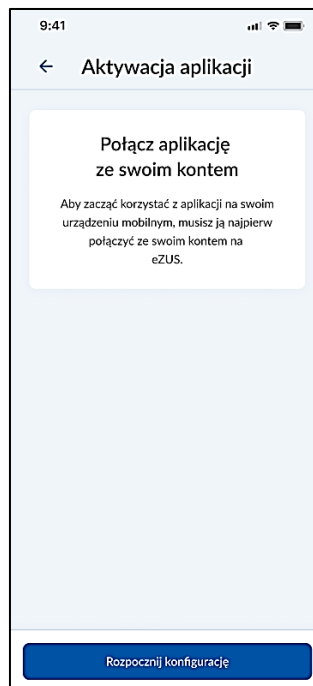 9:41
Aktywacja aplikacji
Połącz aplikację
ze swoim kontem
Aby zacząć korzystać z aplikacji na swoim
urządzeniu mobilnym, musisz ją najpierw
połączyć ze swoim kontem na
eZUS.
Rozpocznij konfigurację